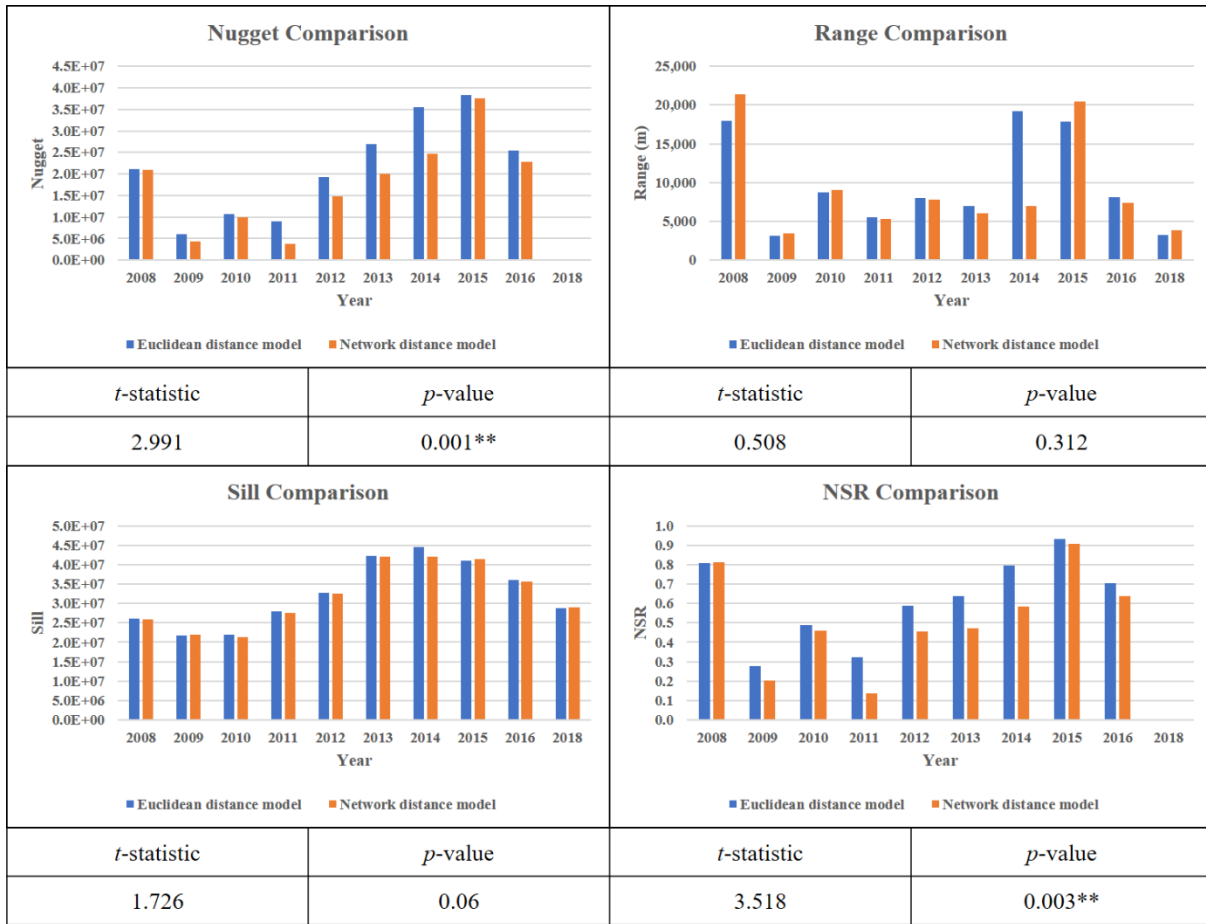 Nugget Comparison
4.5E+07
4.0E+07
3.5E+07
3.0E+07
2.5E+07
2.0E+07
1.5E+07
1.0E+07
5.0E+06
0.0E+00
Nugget
2008 2009 2010 2011 2012 2013 2014 2015 2016 2018
Year
Euclidean distance model Network distance model
Range Comparison
25,000
20,000
15,000
10,000
5,000
0
Range (m)
2008 2009 2010 2011 2012 2013 2014 2015 2016 2018
Year
Euclidean distance model Network distance model
t-statistic p-value t-statistic p-value
2.991 0.001** 0.508 0.312
Sill Comparison
5.0E+07
4.5E+07
4.0E+07
3.5E+07
3.0E+07
2.5E+07
2.0E+07
1.5E+07
1.0E+07
5.0E+06
0.0E+00
Sill
2008 2009 2010 2011 2012 2013 2014 2015 2016 2018
Year
Euclidean distance model Network distance model
NSR Comparison
1.0
0.9
0.8
0.7
0.6
0.5
0.4
0.3
0.2
0.1
0.0
NSR
2008 2009 2010 2011 2012 2013 2014 2015 2016 2018
Year
Euclidean distance model Network distance model
t-statistic p-value t-statistic p-value
1.726 0.06 3.518 0.003**